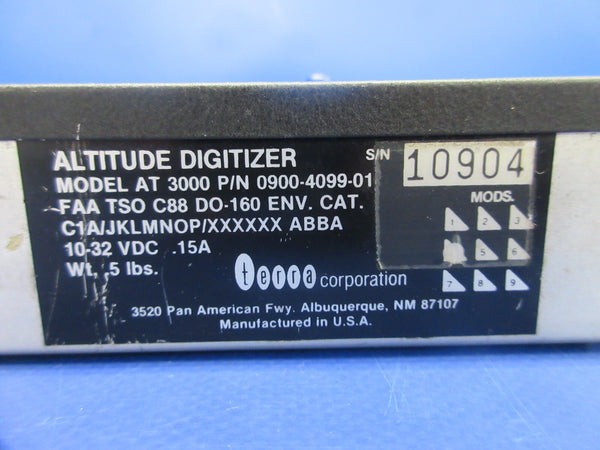 ALTITUDE DIGITIZER
S/N 10904
MODEL AT 3000 P/N 0900-4099-01
FAA TSO C88 DO-160 ENV. CAT.
C1A/JKLMNOP/XXXXXX ABBA
10-32 VDC .15A
Wt. .5 lbs.
MODS.
1 2 3
5 6
7 8 9
terra corporation
3520 Pan American Fwy. Albuquerque, NM 87107
Manufactured in U.S.A.